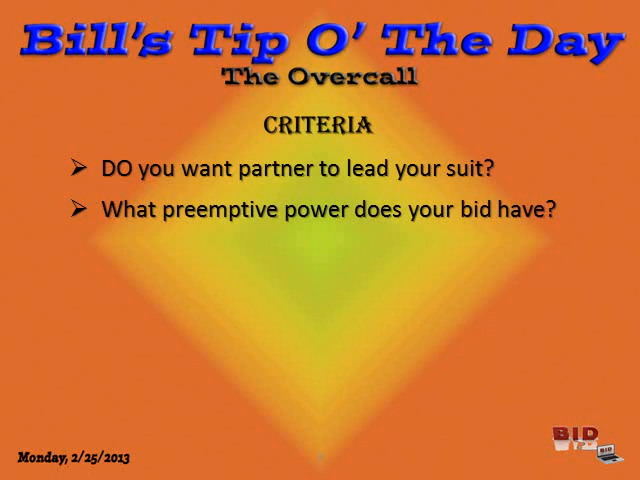 Bill's Tip O' The Day
The Overcall
CRITERIA
➢ DO you want partner to lead your suit?
➢ What preemptive power does your bid have?
Monday, 2/25/2013
BID